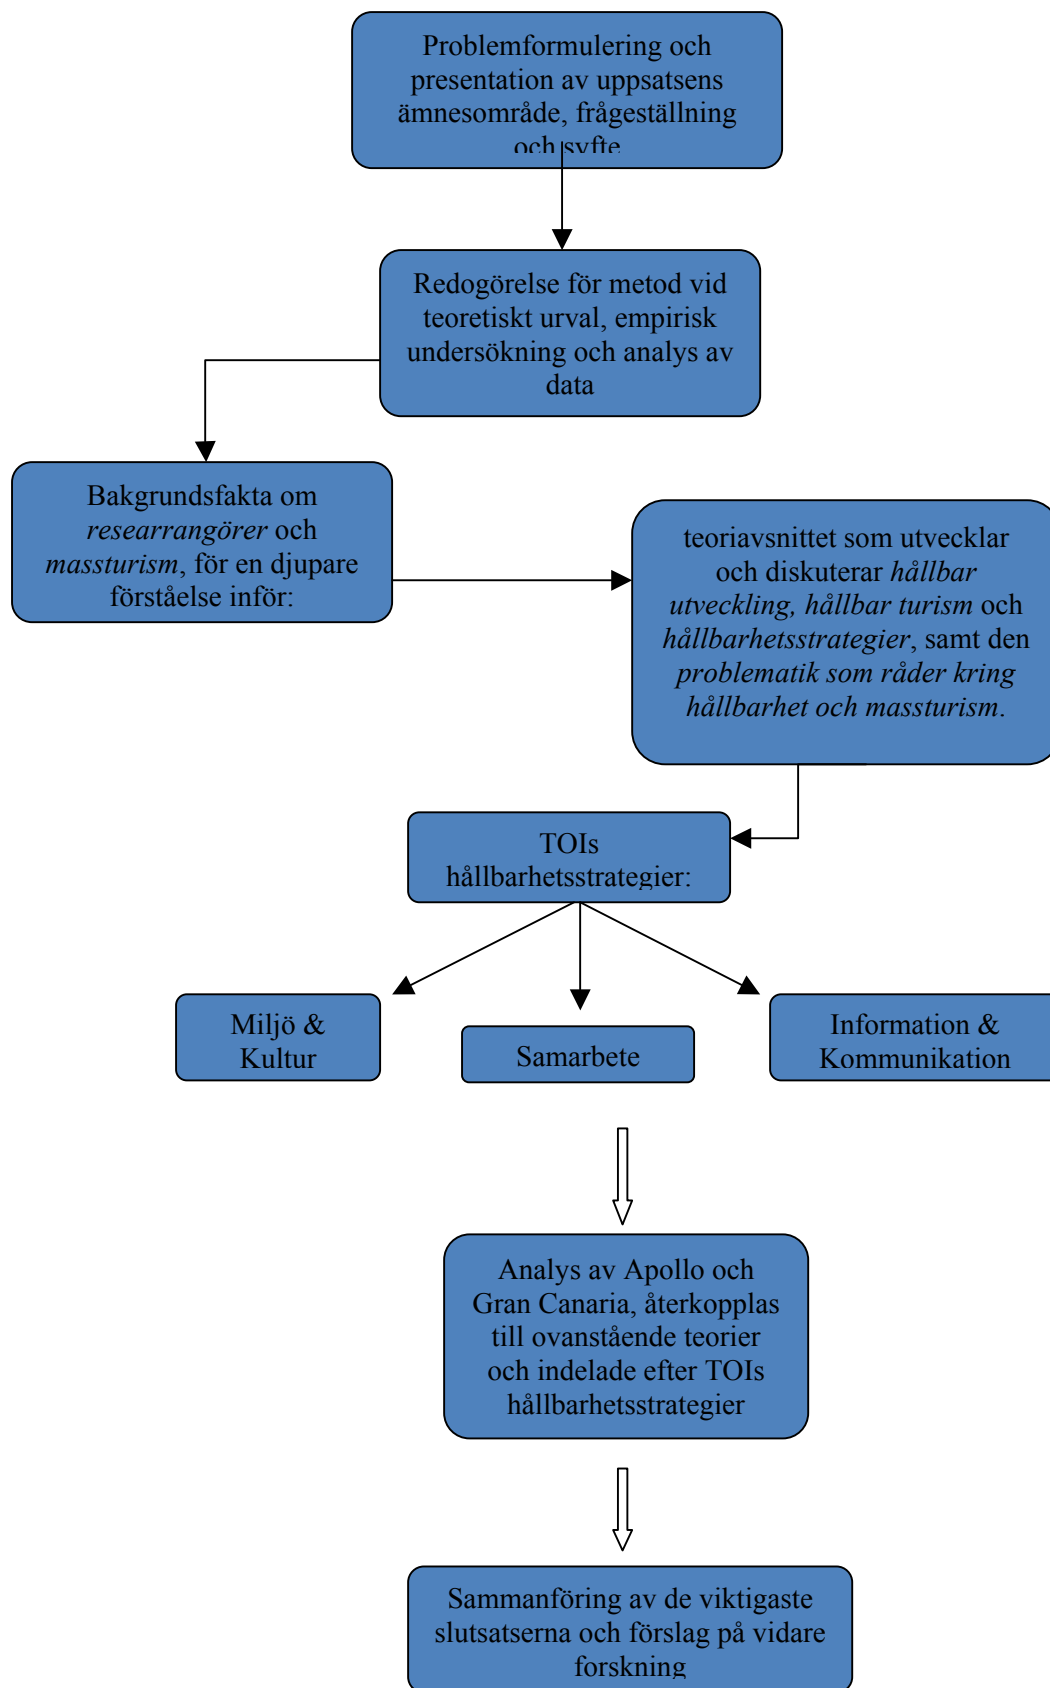 Problemformulering och
presentation av uppsatsens
ämnesområde, frågeställning
och syfte
Redogörelse för metod vid
teoretiskt urval, empirisk
undersökning och analys av
data
Bakgrundsfakta om
researrangörer och
massturism, för en djupare
förståelse inför:
teoriavsnittet som utvecklar
och diskuterar hållbar
utveckling, hållbar turism och
hållbarhetsstrategier, samt den
problematik som råder kring
hållbarhet och massturism.
TOIs
hållbarhetsstrategier:
Miljö &
Kultur
Samarbete
Information &
Kommunikation
Analys av Apollo och
Gran Canaria, återkopplas
till ovanstående teorier
och indelade efter TOIs
hållbarhetsstrategier
Sammanföring av de viktigaste
slutsatserna och förslag på vidare
forskning